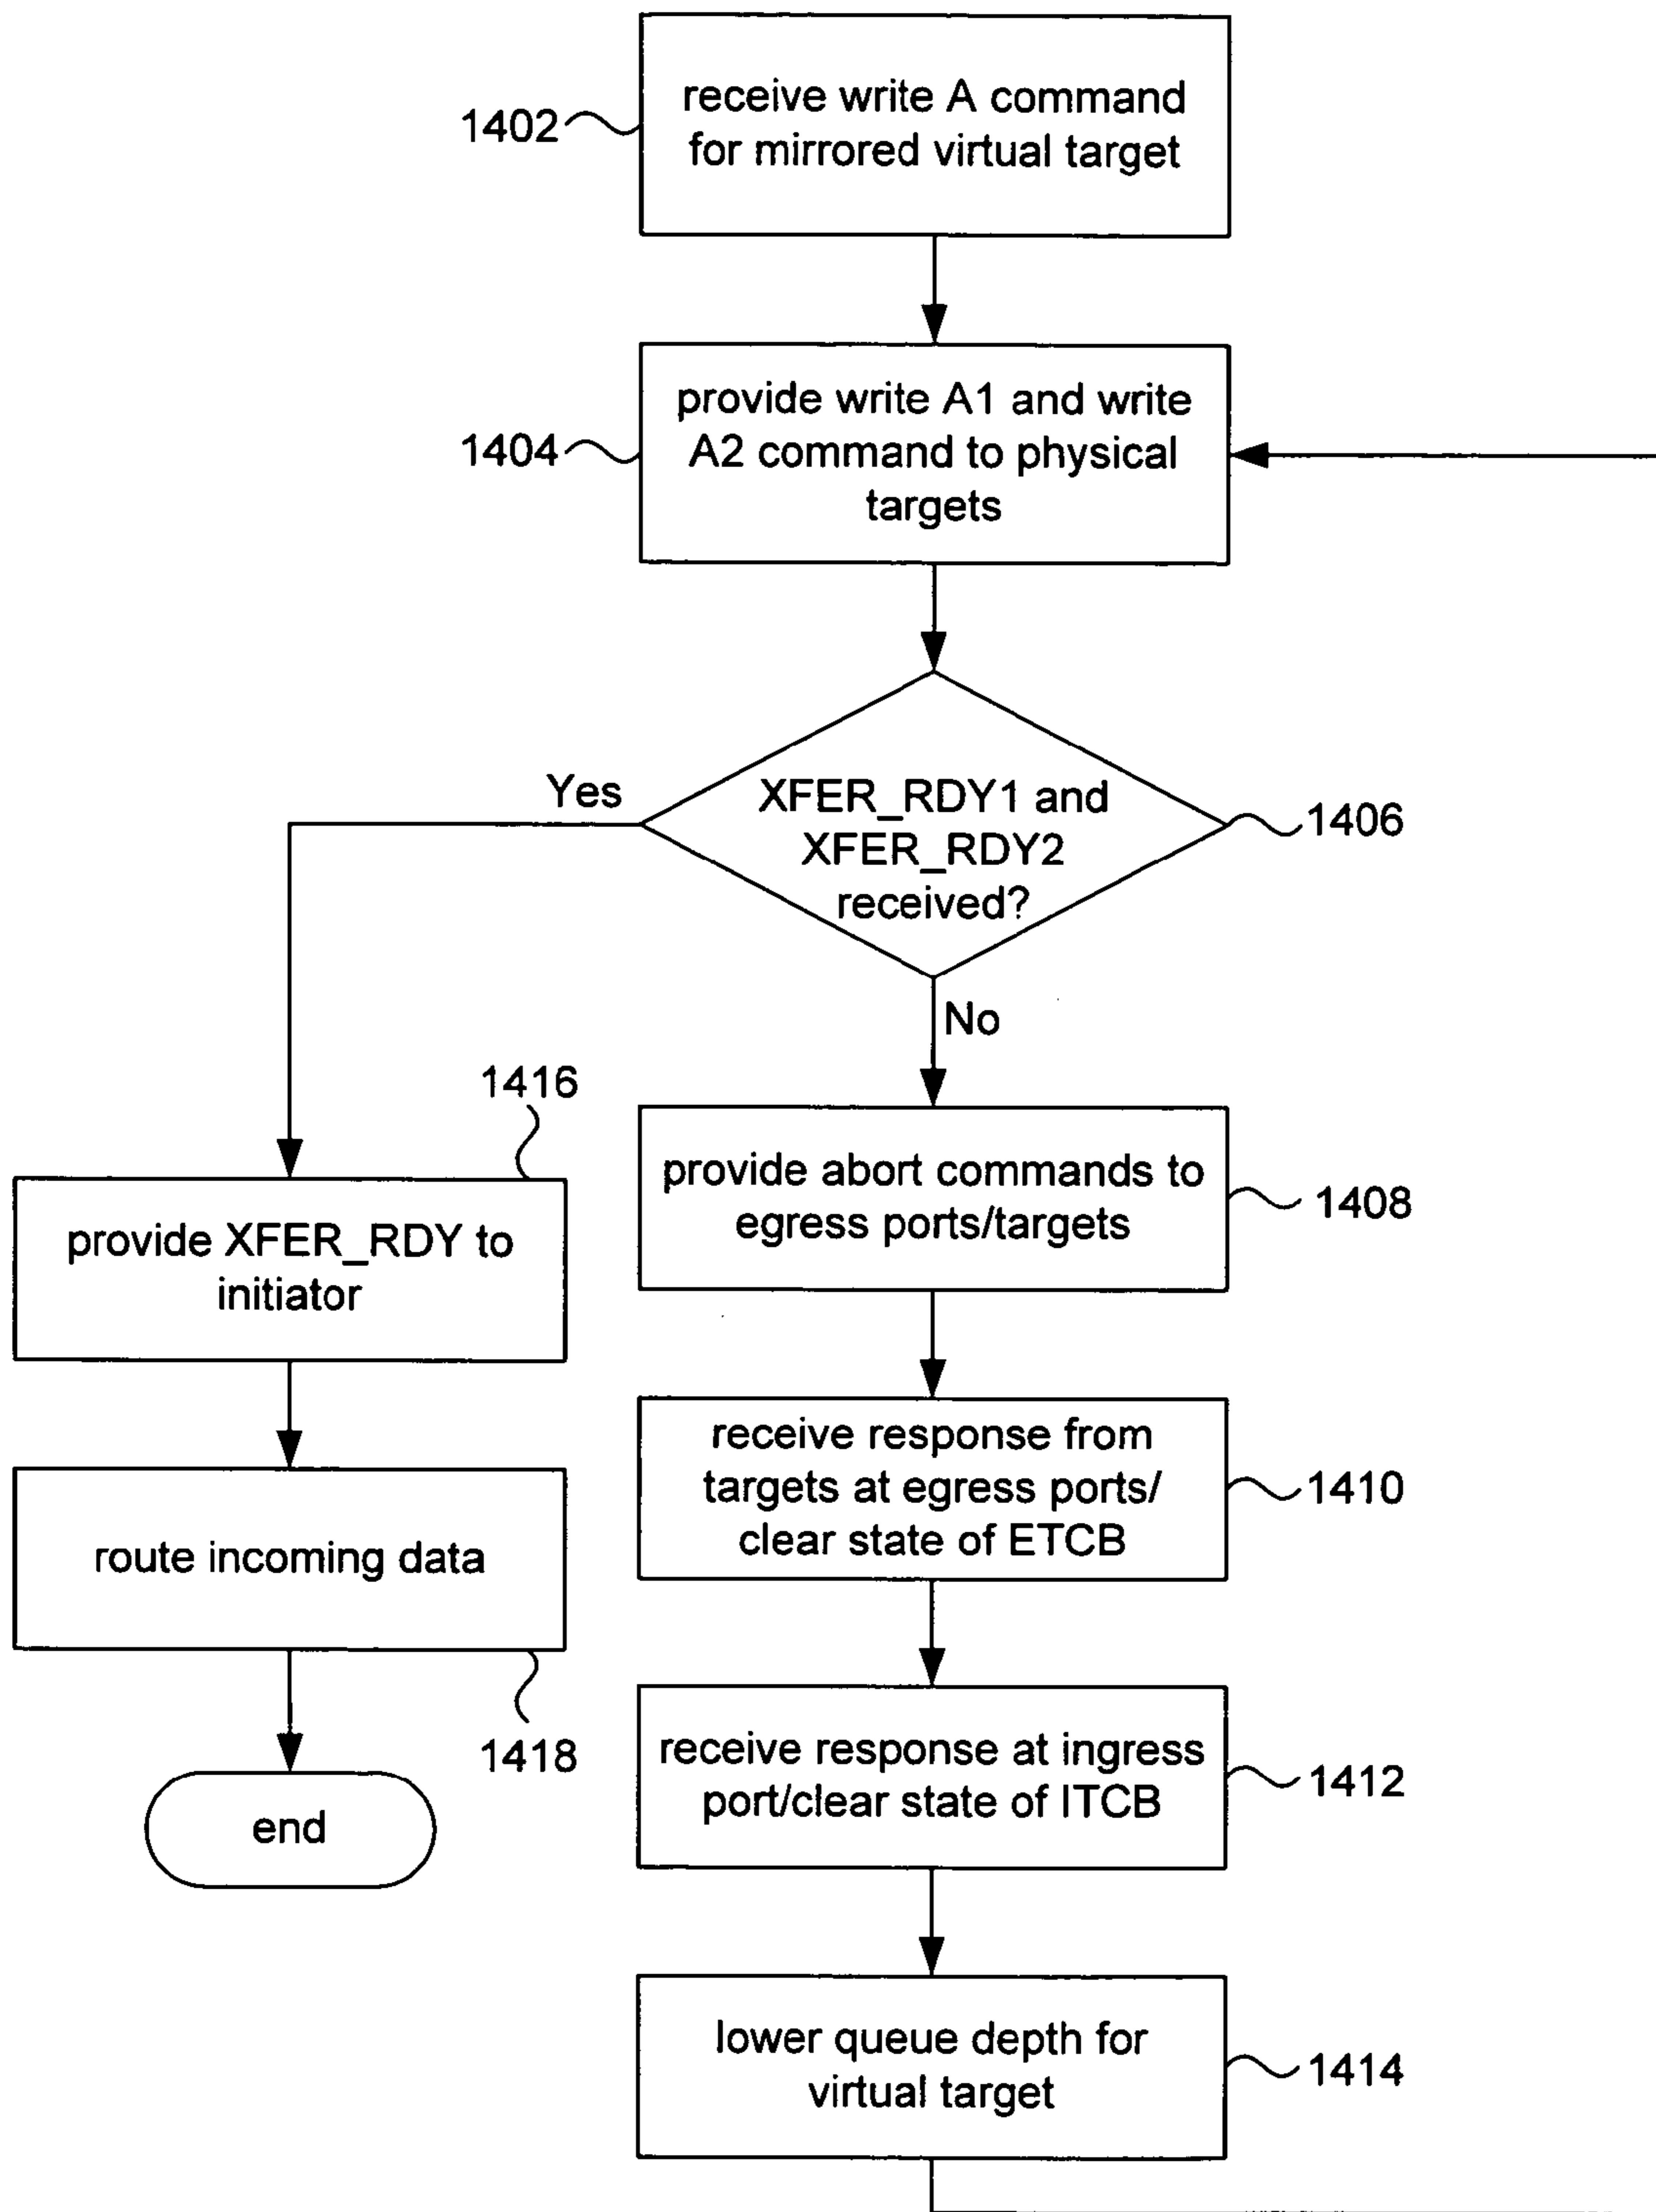 receive write A command
for mirrored virtual target
1402
provide write A1 and write
A2 command to physical
targets
1404
XFER_RDY1 and
XFER_RDY2
received?
1406
Yes
No
1416
provide XFER_RDY to
initiator
provide abort commands to
egress ports/targets
1408
receive response from
targets at egress ports/
clear state of ETCB
1410
route incoming data
1418
end
receive response at ingress
port/clear state of ITCB
1412
lower queue depth for
virtual target
1414